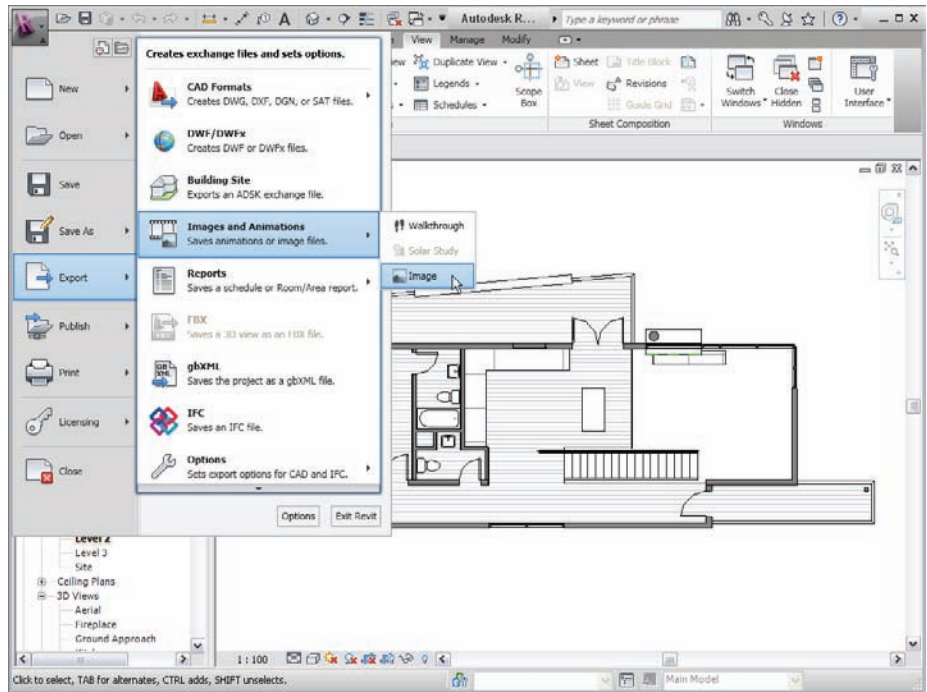 Autodesk R...
Type a keyword or phrase
View Manage Modify
Creates exchange files and sets options.
New
Open
Save
Save As
Export
Publish
Print
Licensing
Close
CAD Formats
Creates DWG, DXF, DGN, or SAT files.
DWF/DWFx
Creates DWF or DWFx files.
Building Site
Exports an ADSK exchange file.
Images and Animations
Saves animations or image files.
Reports
Saves a schedule or Room/Area report.
FBX
Saves a 3D view as an FBX file.
gbXML
Saves the project as a gbXML file.
IFC
Saves an IFC file.
Options
Sets export options for CAD and IFC.
Options
Exit Revit
Walkthrough
Solar Study
Image
Duplicate View
Legends
Schedules
Scope
Box
Sheet
Title Block
View
Revisions
Guide Grid
Sheet Composition
Switch
Windows
Close
Hidden
User
Interface
Windows
Level 2
Level 3
Site
Ceiling Plans
3D Views
Aerial
Fireplace
Ground Approach
1 : 100
Click to select, TAB for alternates, CTRL adds, SHIFT unselects.
Main Model